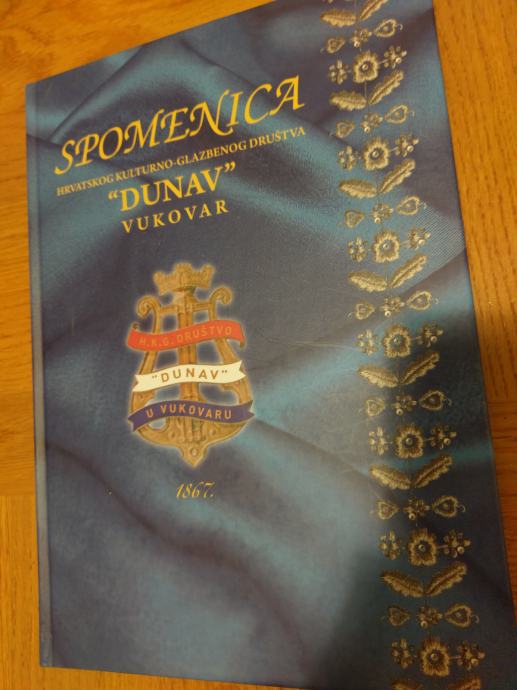 SPOMENICA
HRVATSKOG KULTURNO-GLAZBENOG DRUŠTVA
“DUNAV”
VUKOVAR
H.K.G. DRUŠTVO
"DUNAV"
U VUKOVARU
1867.